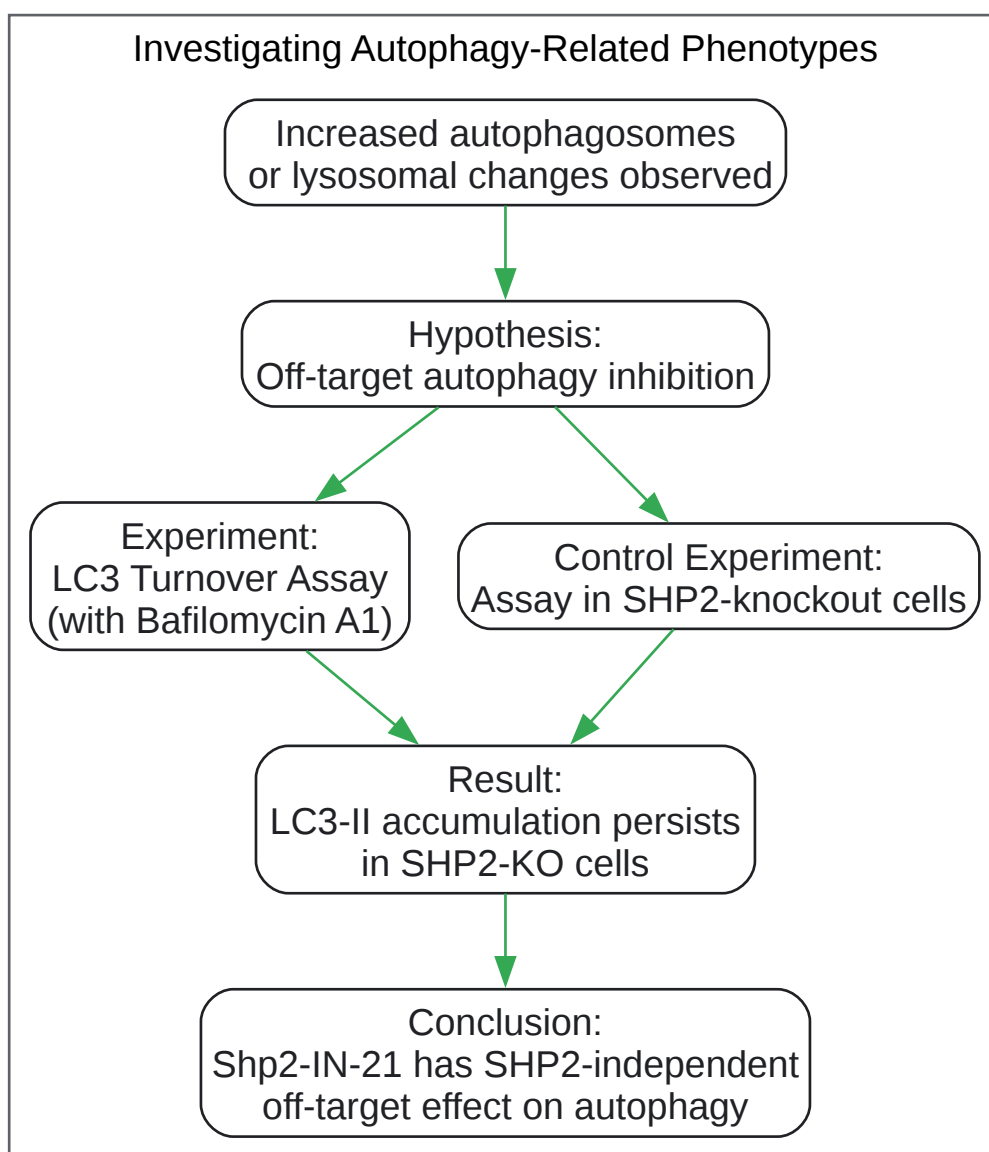 Investigating Autophagy-Related Phenotypes
Increased autophagosomes
or lysosomal changes observed
Hypothesis:
Off-target autophagy inhibition
Experiment:
LC3 Turnover Assay
(with Bafilomycin A1)
Control Experiment:
Assay in SHP2-knockout cells
Result:
LC3-II accumulation persists
in SHP2-KO cells
Conclusion:
Shp2-IN-21 has SHP2-independent
off-target effect on autophagy